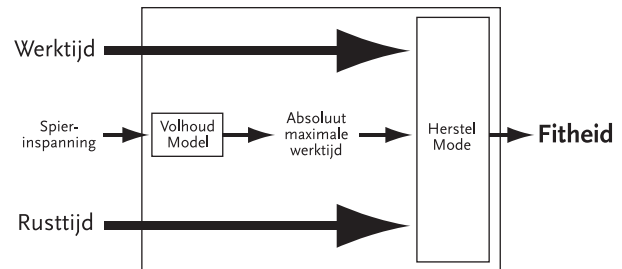 Werktijd
Spier-
inspanning
Volhoud
Model
Absoluut
maximale
werktijd
Herstel
Mode
Fitheid
Rusttijd